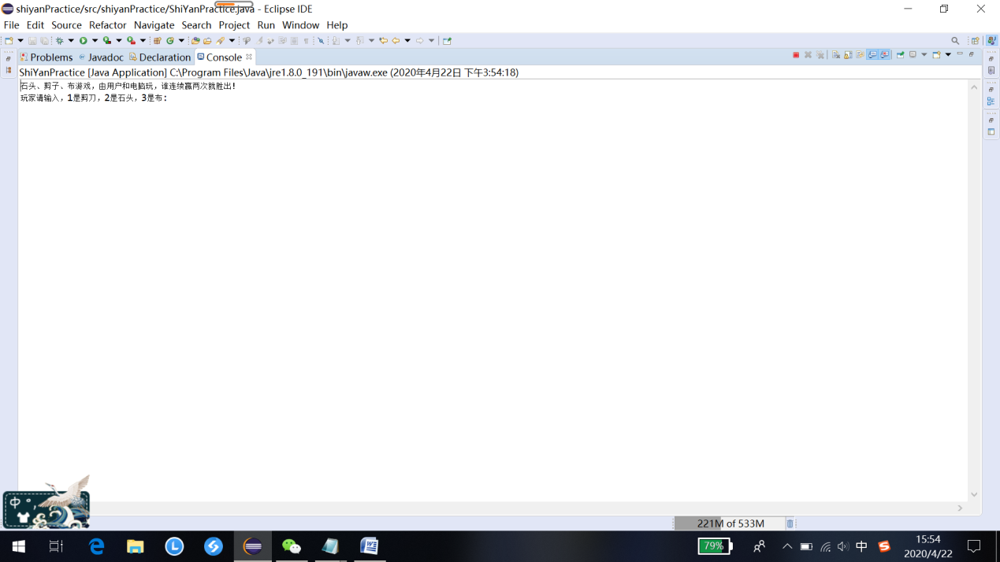 shiyanPractice/src/shiyanPractice/ShiYanPractice.java - Eclipse IDE
File Edit Source Refactor Navigate Search Project Run Window Help
Problems @ Javadoc Declaration Console
ShiYanPractice [Java Application] C:\Program Files\Java\jre1.8.0_191\bin\javaw.exe (2020年4月22日 下午3:54:18)
石头、剪子、布游戏，由用户和电脑玩，谁连续赢两次就胜出！
玩家请输入，1是剪刀，2是石头，3是布：
中
221M of 533M
79%
中
15:54
2020/4/22